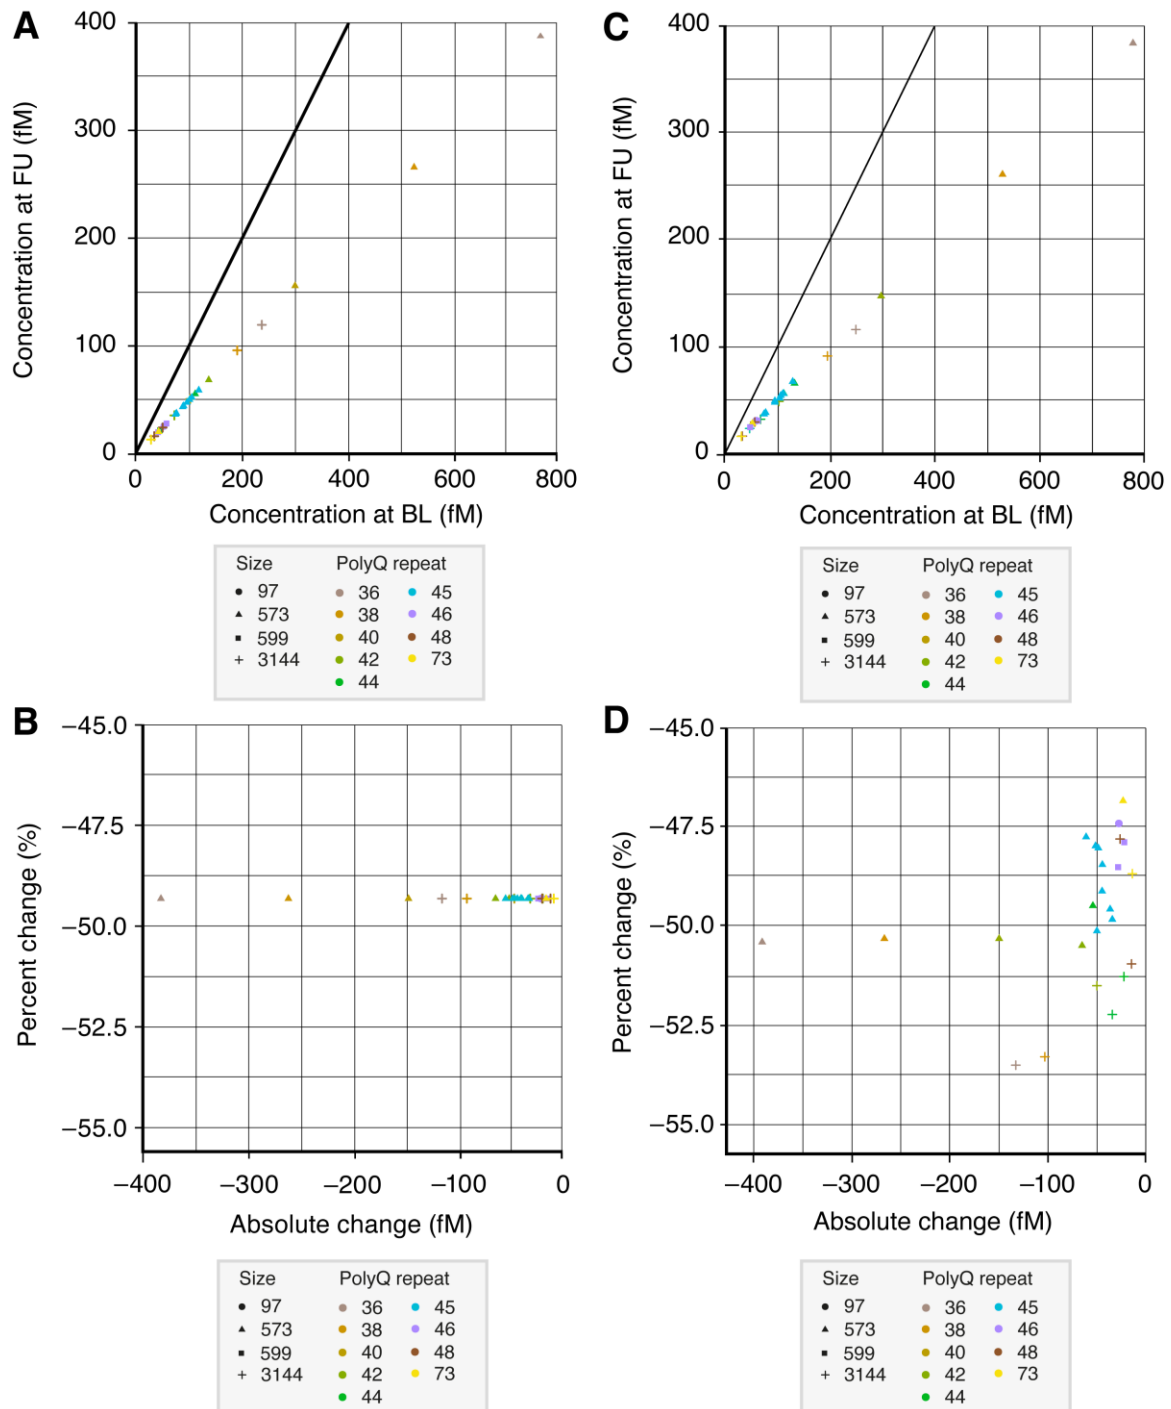 A
400
300
200
100
0
Concentration at FU (fM)
0 200 400 600 800
Concentration at BL (fM)
Size PolyQ repeat
97 36 45
573 38 46
599 40 48
3144 42 73
44
C
400
300
200
100
0
Concentration at FU (fM)
0 200 400 600 800
Concentration at BL (fM)
Size PolyQ repeat
97 36 45
573 38 46
599 40 48
3144 42 73
44
B
−45.0
−47.5
−50.0
−52.5
−55.0
Percent change (%)
−400 −300 −200 −100 0
Absolute change (fM)
Size PolyQ repeat
97 36 45
573 38 46
599 40 48
3144 42 73
44
D
−45.0
−47.5
−50.0
−52.5
−55.0
Percent change (%)
−400 −300 −200 −100 0
Absolute change (fM)
Size PolyQ repeat
97 36 45
573 38 46
599 40 48
3144 42 73
44